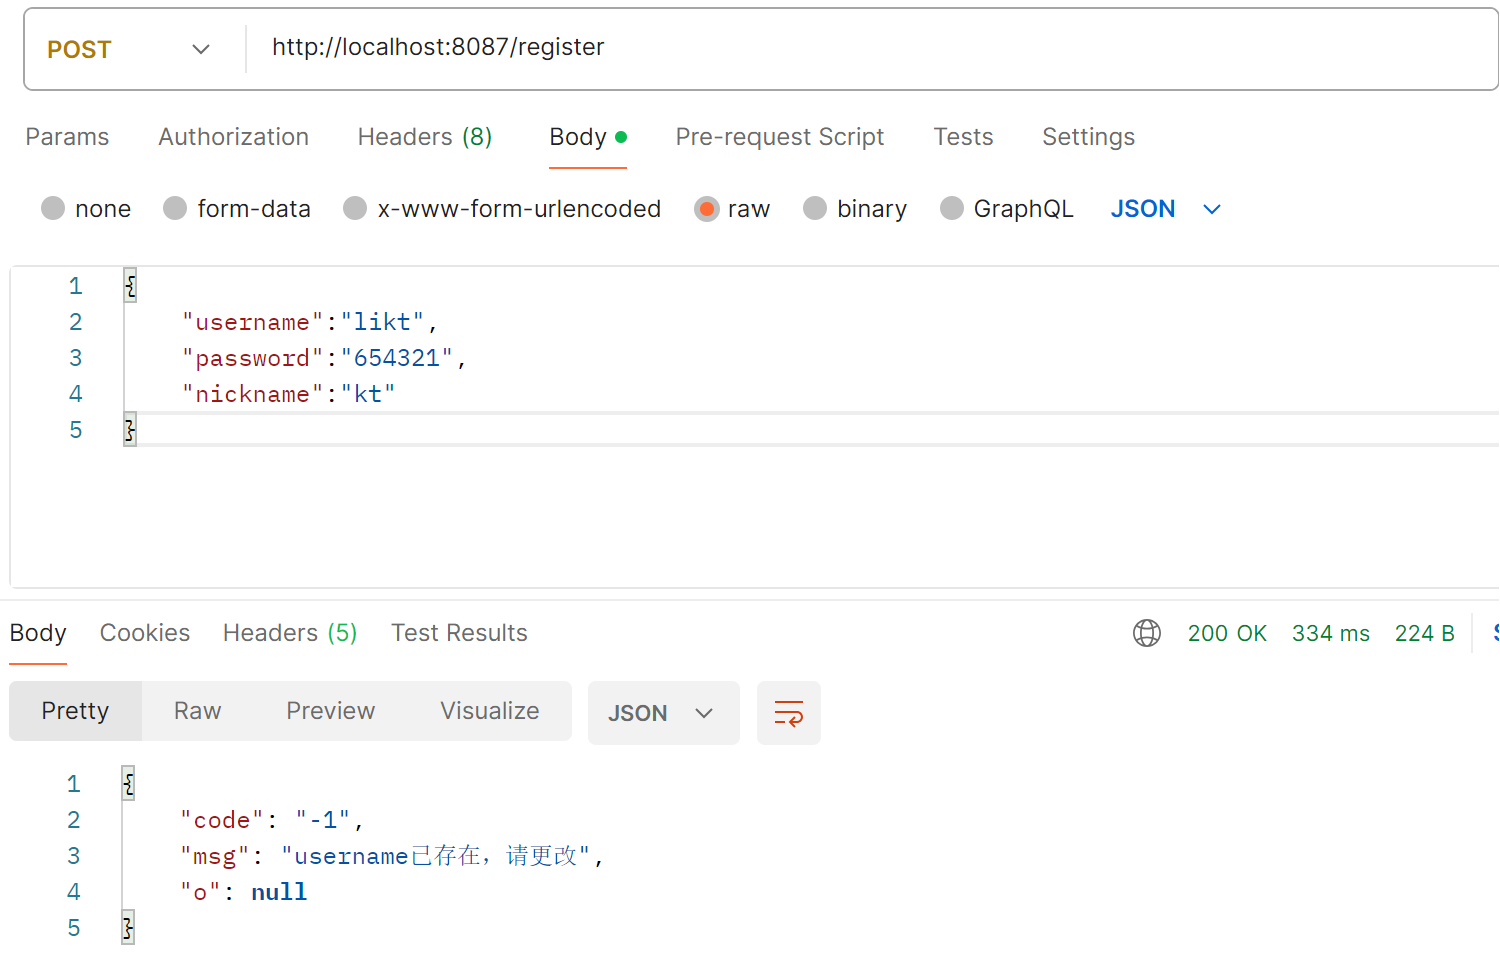 POST http://localhost:8087/register
Params Authorization Headers (8) Body Pre-request Script Tests Settings
none form-data x-www-form-urlencoded raw binary GraphQL JSON
1 {
2 "username":"likt",
3 "password":"654321",
4 "nickname":"kt"
5 }
Body Cookies Headers (5) Test Results 200 OK 334 ms 224 B
Pretty Raw Preview Visualize JSON
1 {
2 "code": "-1",
3 "msg": "username已存在，请更改",
4 "o": null
5 }